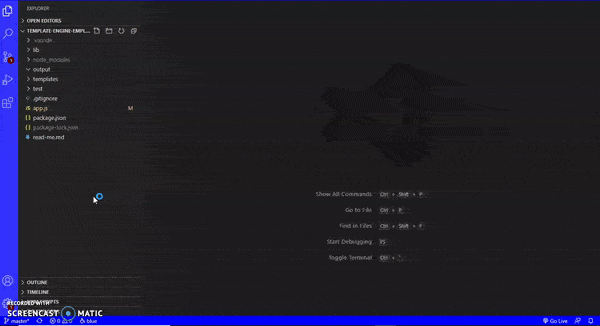 EXPLORER
OPEN EDITORS
TEMPLATE-ENGINE-EMPL...
.vscode
lib
node_modules
output
templates
test
.gitignore
JS app.js M
{} package.json
{} package-lock.json
read-me.md
Show All Commands Ctrl + Shift + P
Go to File Ctrl + P
Find in Files Ctrl + Shift + F
Start Debugging F5
Toggle Terminal Ctrl + `
OUTLINE
TIMELINE
RECORDED WITH
SCREENCAST MATIC
master*
0
blue
Go Live